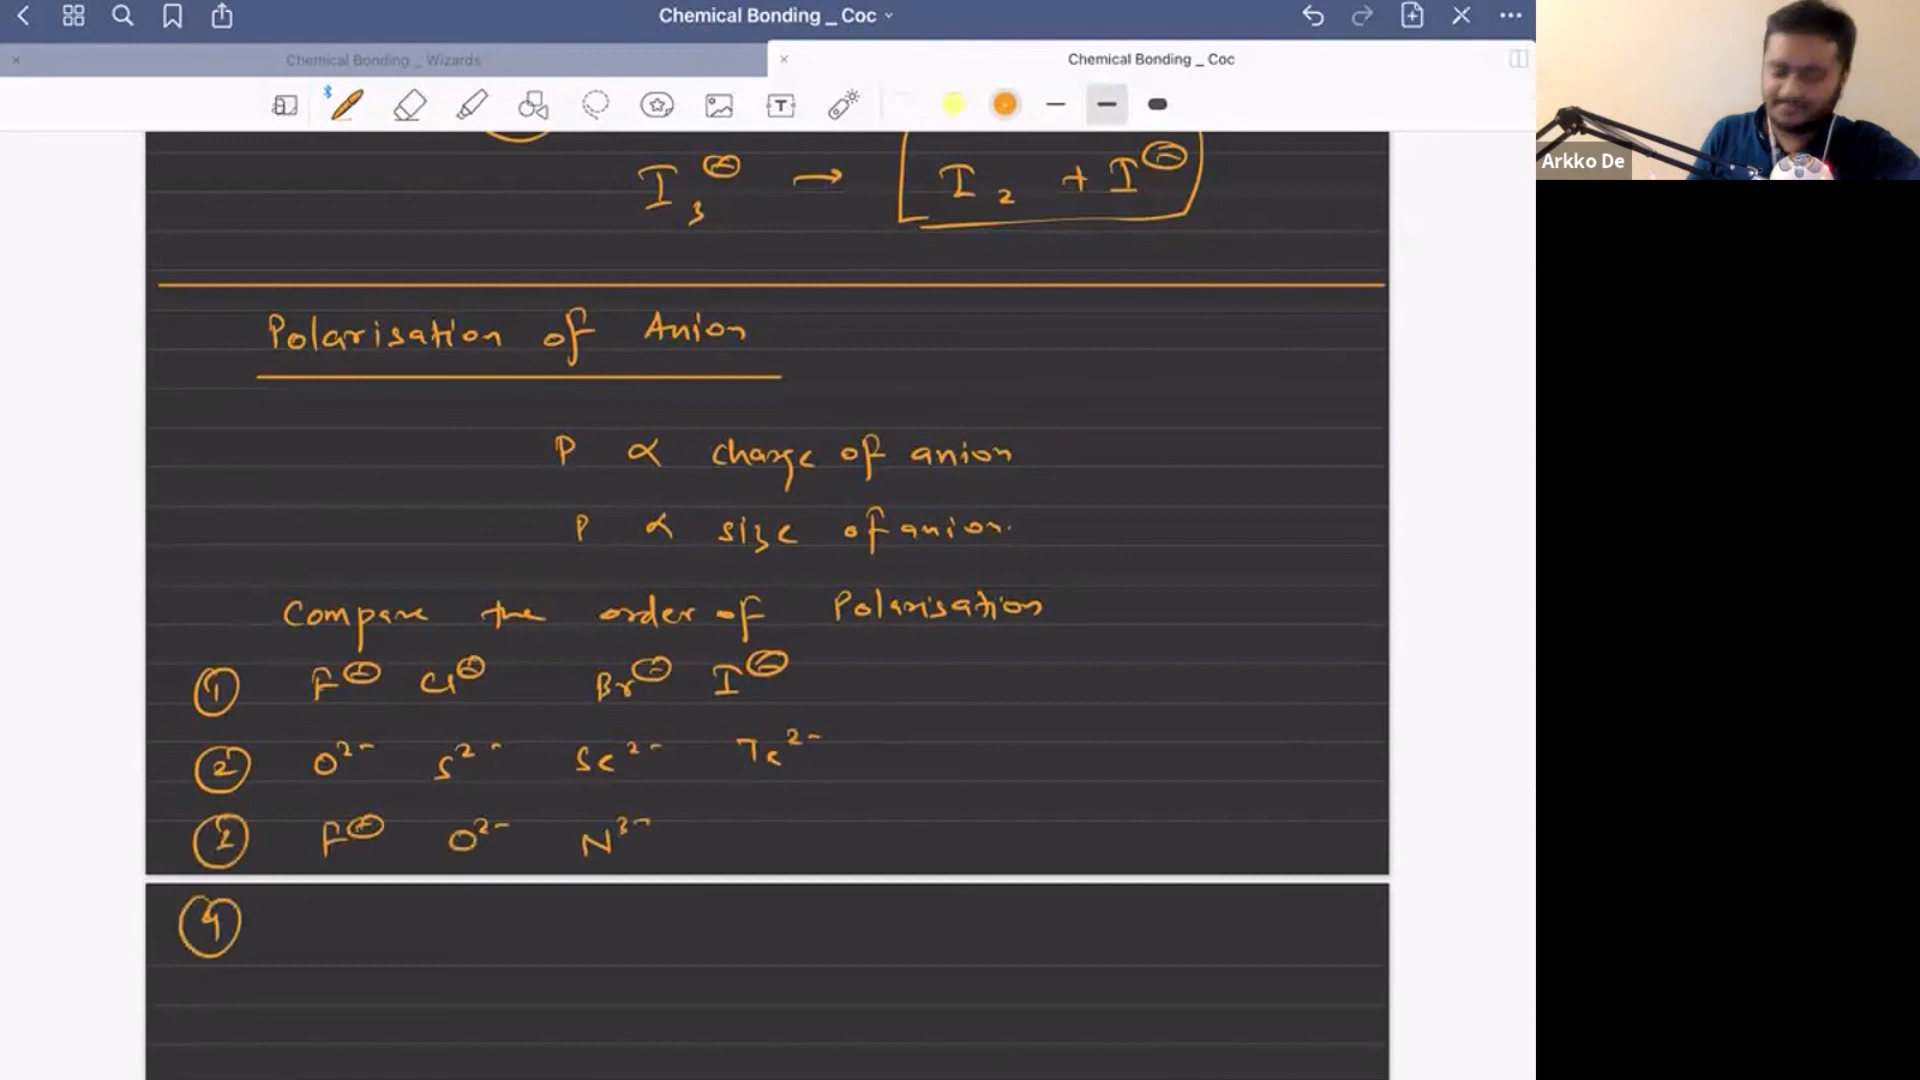 Chemical Bonding _ Coc
Chemical Bonding _ Wizards
Chemical Bonding _ Coc
Arkko De
I₃⊖ → I₂ + I⊖
Polarisation of Anion
P ∝ charge of anion
P ∝ size of anion.
Compare the order of Polarisation
① F⊖ Cl⊖ Br⊖ I⊖
② O²⁻ S²⁻ Se²⁻ Te²⁻
③ F⊖ O²⁻ N³⁻
④